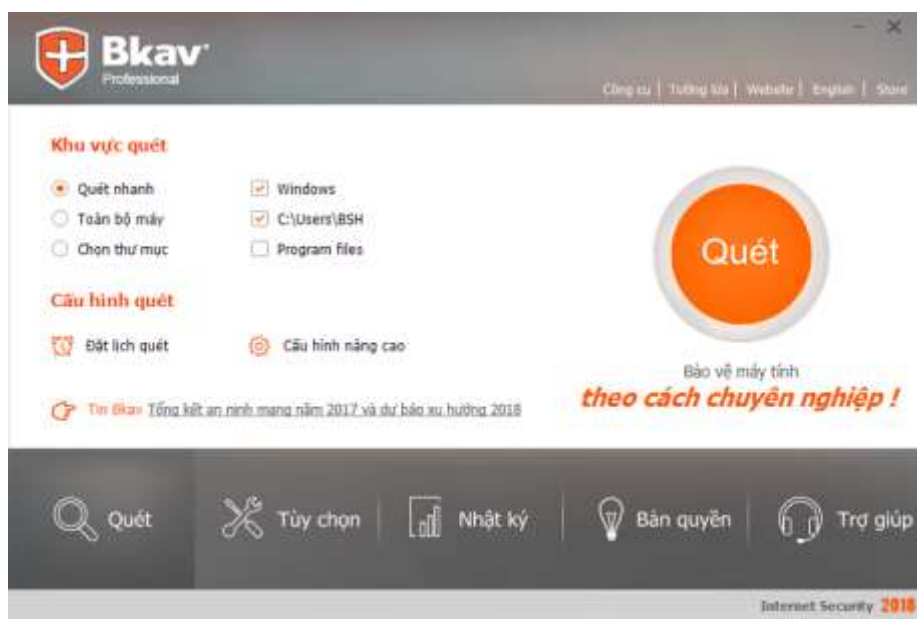 Bkav
Professional
Công cụ | Tường lửa | Website | English | Store
Khu vực quét
Quét nhanh
Windows
Toàn bộ máy
C:\Users\BSH
Chọn thư mục
Program files
Quét
Cấu hình quét
Đặt lịch quét
Cấu hình nâng cao
Bảo vệ máy tính
theo cách chuyên nghiệp !
Tin Bkav Tổng kết an ninh mạng năm 2017 và dự báo xu hướng 2018
Quét
Tùy chọn
Nhật ký
Bản quyền
Trợ giúp
Internet Security 2018